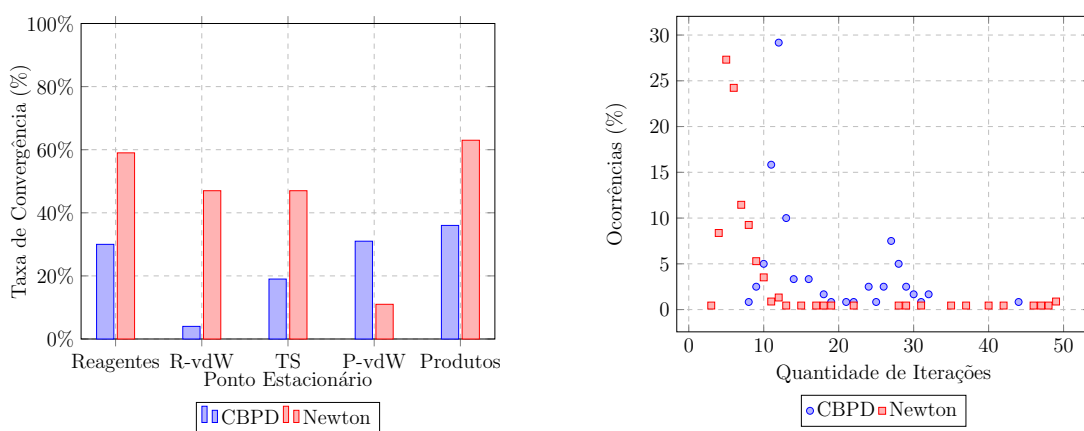 100%
80%
60%
40%
20%
0%
Taxa de Convergência (%)
Reagentes R-vdW TS P-vdW Produtos
Ponto Estacionário
CBPD Newton
30
25
20
15
10
5
0
Ocorrências (%)
0 10 20 30 40 50
Quantidade de Iterações
CBPD Newton